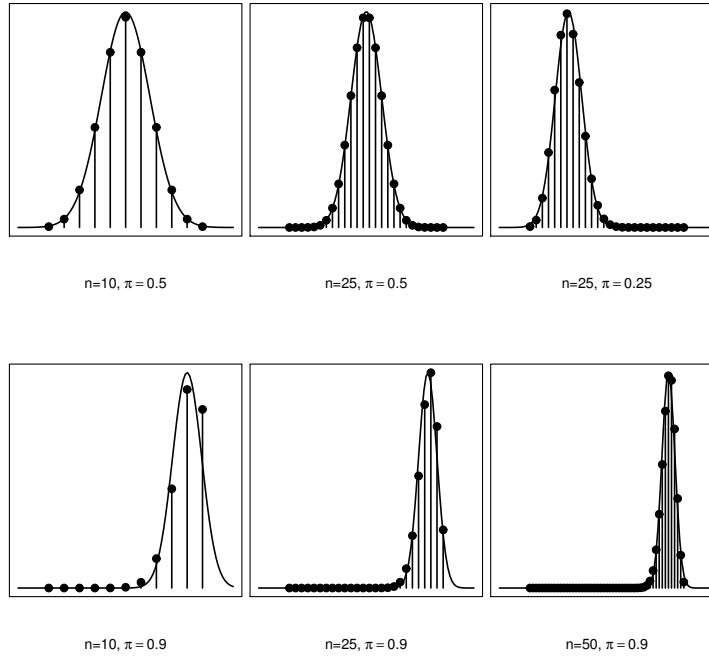 n=10, π = 0.5
n=25, π = 0.5
n=25, π = 0.25
n=10, π = 0.9
n=25, π = 0.9
n=50, π = 0.9